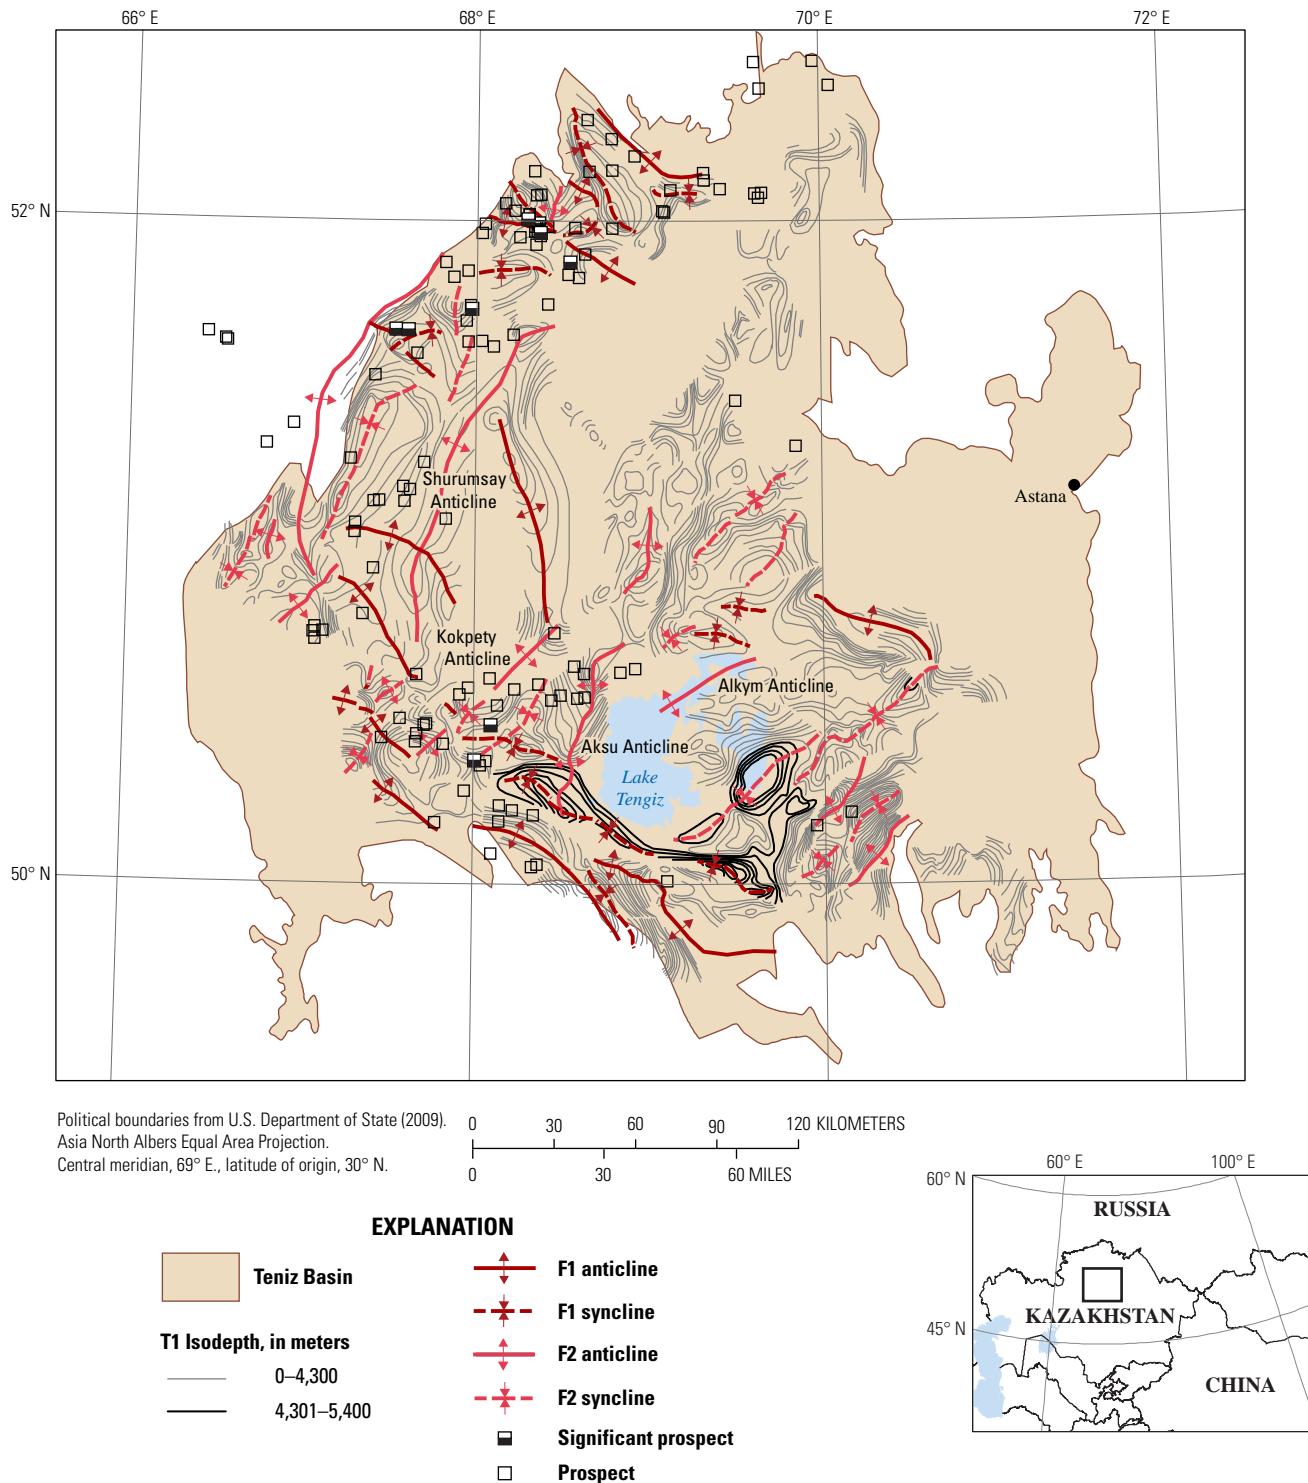 66° E
68° E
70° E
72° E
52° N
Shurumsay
Anticline
Astana
Kokpety
Anticline
Alkym Anticline
Aksu Anticline
Lake
Tengiz
50° N
Political boundaries from U.S. Department of State (2009).
Asia North Albers Equal Area Projection.
Central meridian, 69° E., latitude of origin, 30° N.
0 30 60 90 120 KILOMETERS
0 30 60 MILES
EXPLANATION
Teniz Basin
T1 Isodepth, in meters
0–4,300
4,301–5,400
F1 anticline
F1 syncline
F2 anticline
F2 syncline
Significant prospect
Prospect
60° E
100° E
60° N
RUSSIA
KAZAKHSTAN
45° N
CHINA